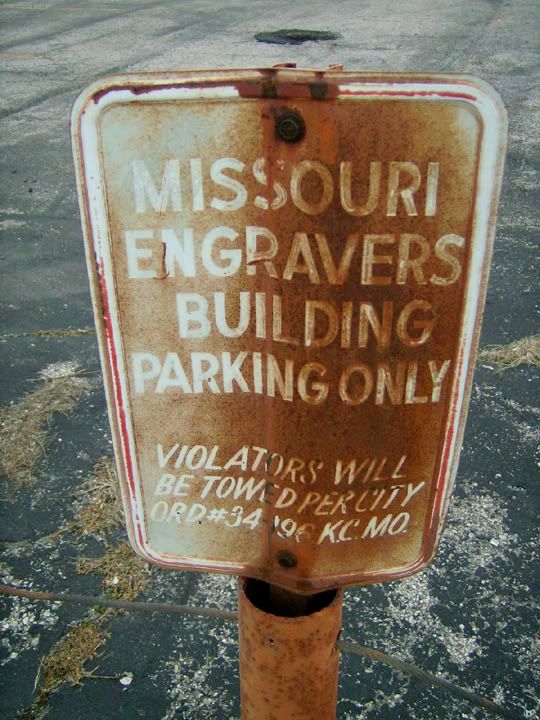 MISSOURI
ENGRAVERS
BUILDING
PARKING ONLY
VIOLATORS WILL
BE TOWED PER CITY
ORD#34 196 KC. MO.